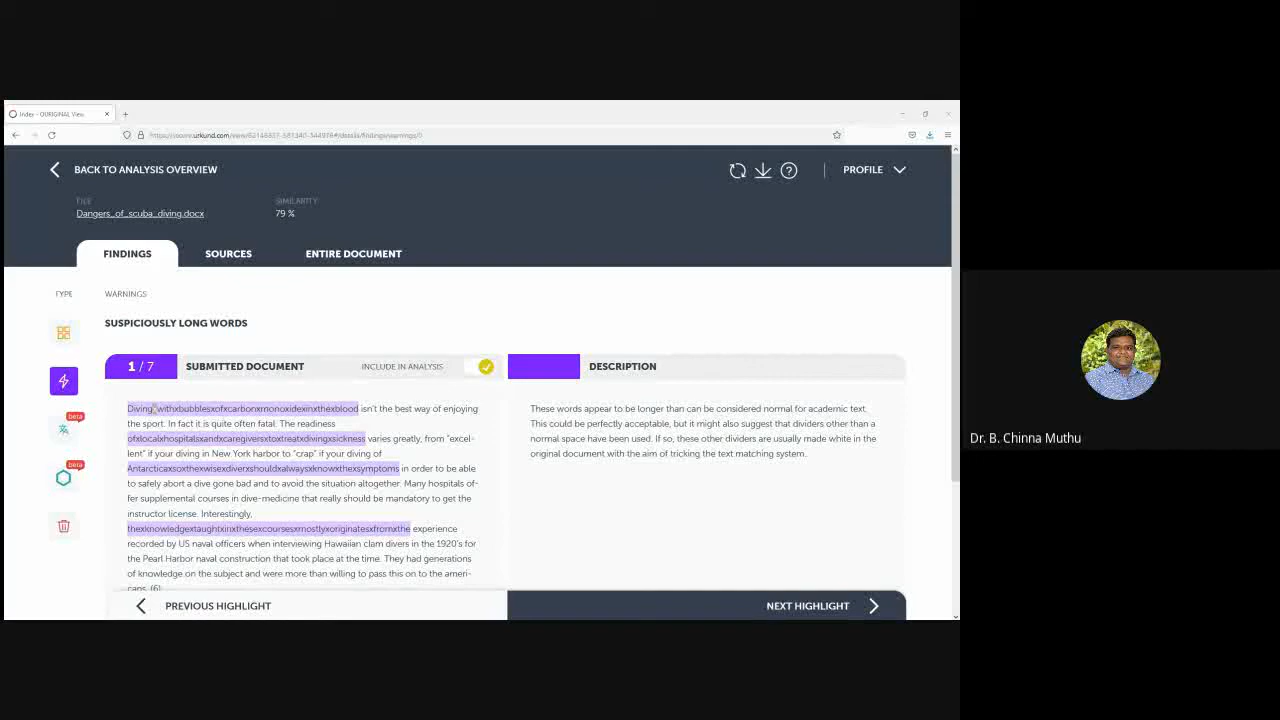 Index - OURIGINAL View
BACK TO ANALYSIS OVERVIEW
PROFILE
FILE
SIMILARITY
Dangers_of_scuba_diving.docx
79 %
FINDINGS
SOURCES
ENTIRE DOCUMENT
TYPE
WARNINGS
SUSPICIOUSLY LONG WORDS
1 / 7
SUBMITTED DOCUMENT
INCLUDE IN ANALYSIS
DESCRIPTION
beta
beta
Divingxwithxbubblesxofxcarbonxmonoxidexinxthexblood isn't the best way of enjoying
the sport. In fact it is quite often fatal. The readiness
ofxlocalxhospitalsxandxcaregiversxtoxtreatxdivingxsickness varies greatly, from "excel-
lent" if your diving in New York harbor to "crap" if your diving of
Antarcticaxsoxthexwisexdiverxshouldxalwaysxknowxthexsymptoms in order to be able
to safely abort a dive gone bad and to avoid the situation altogether. Many hospitals of-
fer supplemental courses in dive-medicine that really should be mandatory to get the
instructor license. Interestingly,
thexknowledgextaughtxinxthesexcoursesxmostlyxoriginatesxfromxthe experience
recorded by US naval officers when interviewing Hawaiian clam divers in the 1920's for
the Pearl Harbor naval construction that took place at the time. They had generations
of knowledge on the subject and were more than willing to pass this on to the ameri-
cans. (6)
These words appear to be longer than can be considered normal for academic text.
This could be perfectly acceptable, but it might also suggest that dividers other than a
normal space have been used. If so, these other dividers are usually made white in the
original document with the aim of tricking the text matching system.
PREVIOUS HIGHLIGHT
NEXT HIGHLIGHT
Dr. B. Chinna Muthu